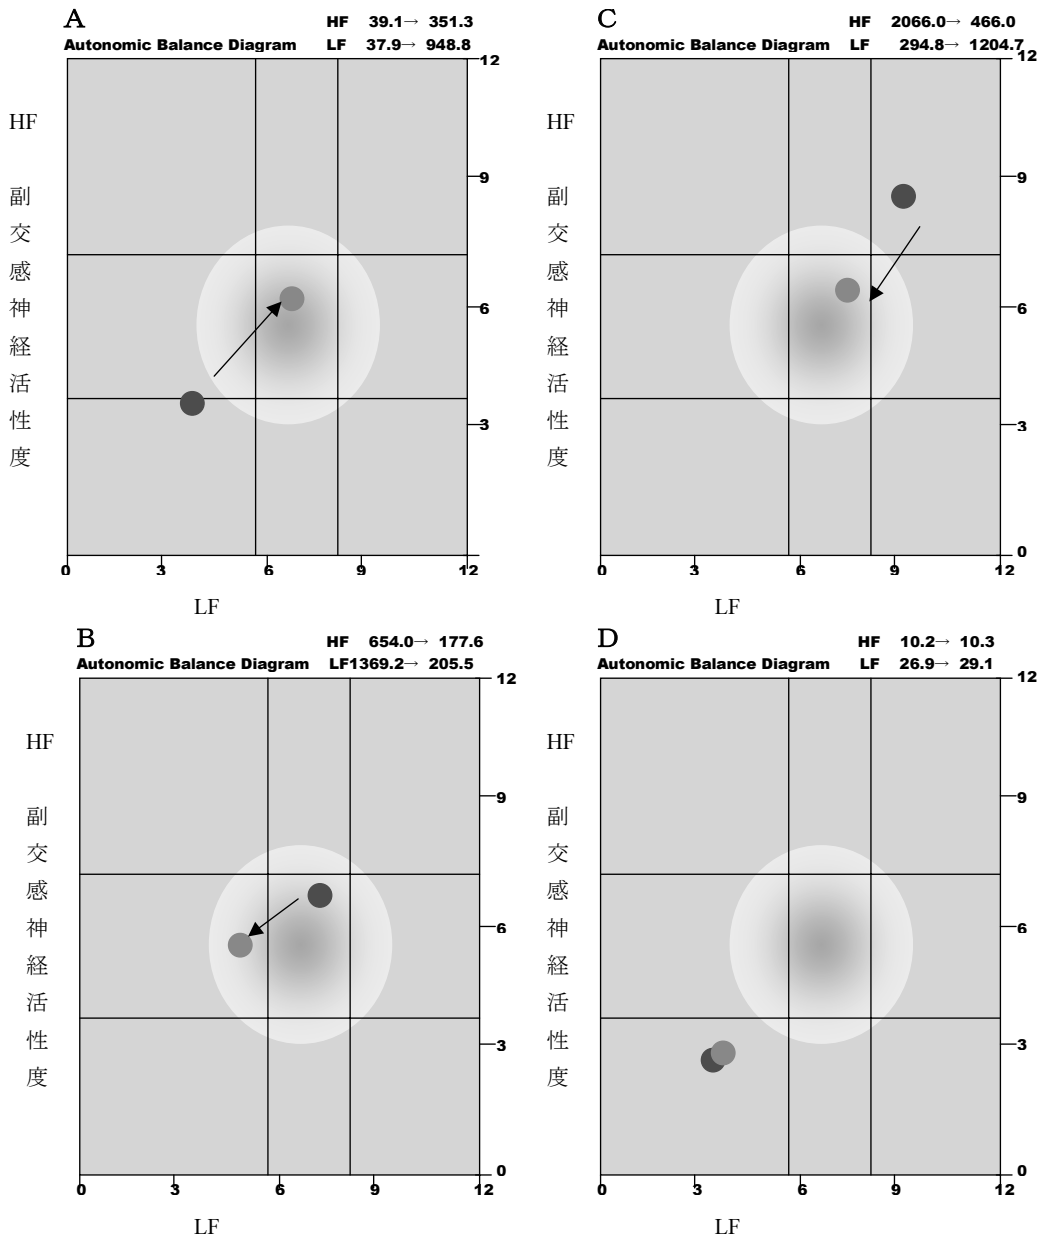 A
HF 39.1→ 351.3
Autonomic Balance Diagram LF 37.9→ 948.8
12
9
6
3
HF
副交感神経活性度
0 3 6 9 12
LF
C
HF 2066.0→ 466.0
Autonomic Balance Diagram LF 294.8→ 1204.7
12
9
6
3
0
HF
副交感神経活性度
0 3 6 9 12
LF
B
HF 654.0→ 177.6
Autonomic Balance Diagram LF1369.2→ 205.5
12
9
6
3
0
HF
副交感神経活性度
0 3 6 9 12
LF
D
HF 10.2→ 10.3
Autonomic Balance Diagram LF 26.9→ 29.1
12
9
6
3
0
HF
副交感神経活性度
0 3 6 9 12
LF